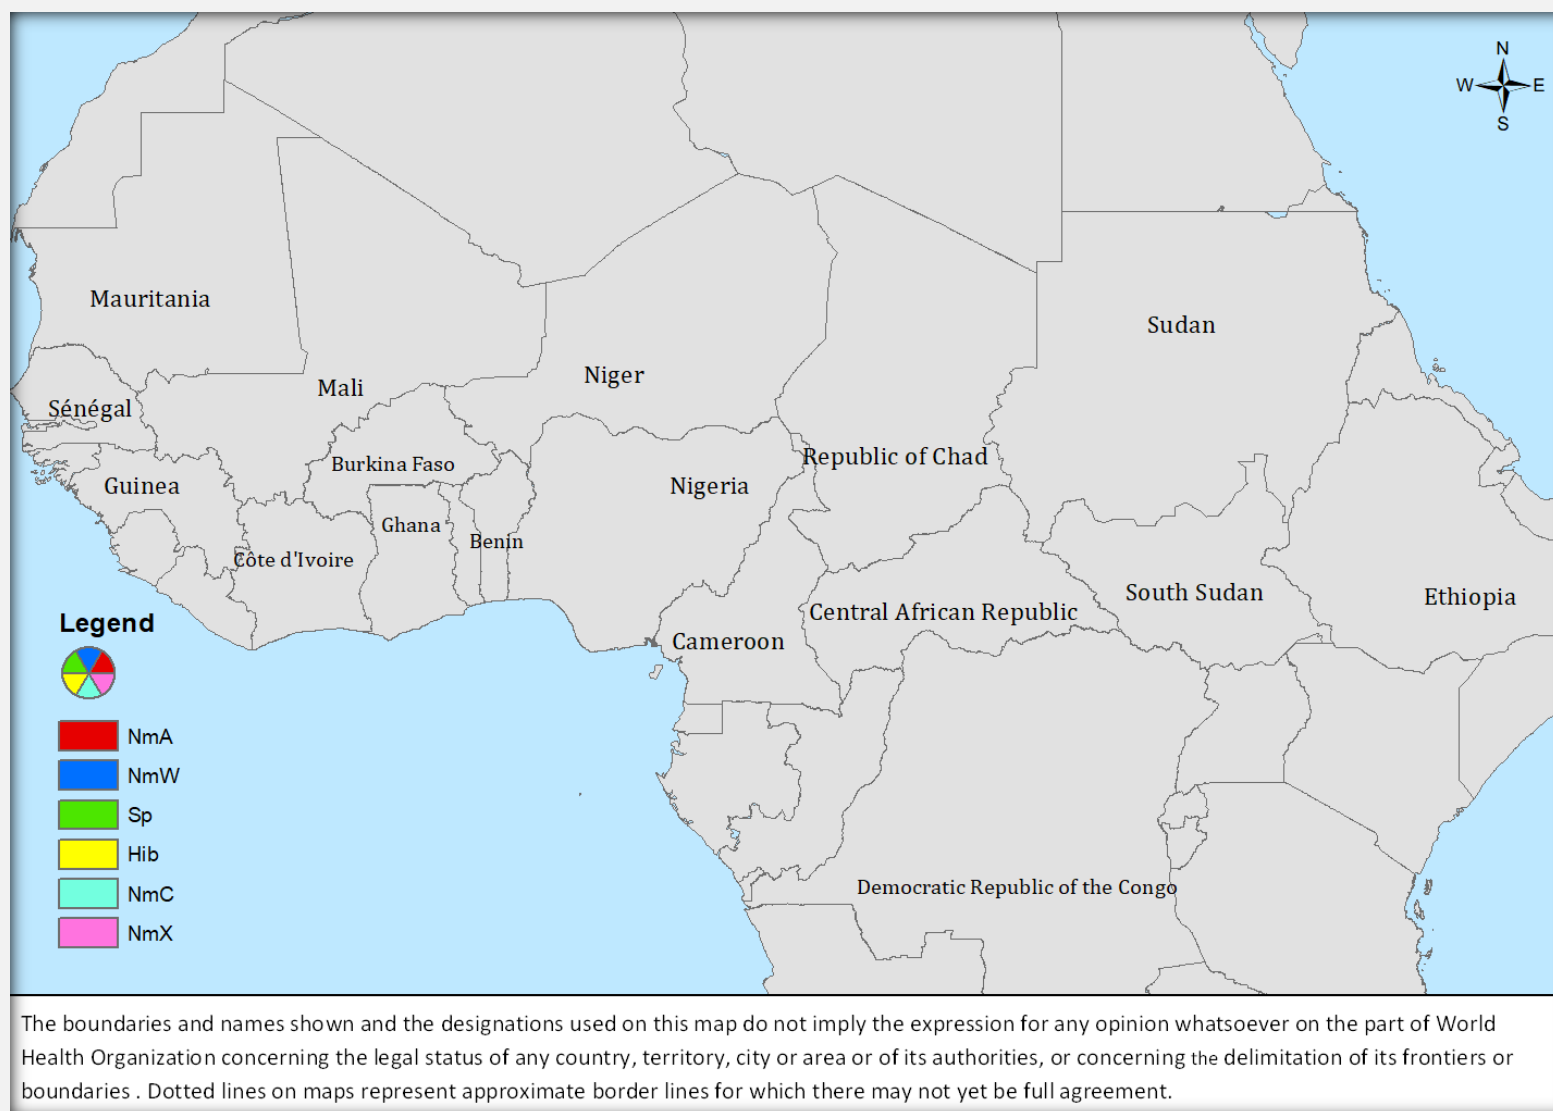 N
W
E
S
Mauritania
Sudan
Niger
Mali
Sénégal
Burkina Faso
Republic of Chad
Guinea
Nigeria
Ghana
Benin
Côte d'Ivoire
South Sudan
Ethiopia
Central African Republic
Cameroon
Legend
NmA
NmW
Sp
Hib
NmC
NmX
Democratic Republic of the Congo
The boundaries and names shown and the designations used on this map do not imply the expression for any opinion whatsoever on the part of World
Health Organization concerning the legal status of any country, territory, city or area or of its authorities, or concerning the delimitation of its frontiers or
boundaries . Dotted lines on maps represent approximate border lines for which there may not yet be full agreement.